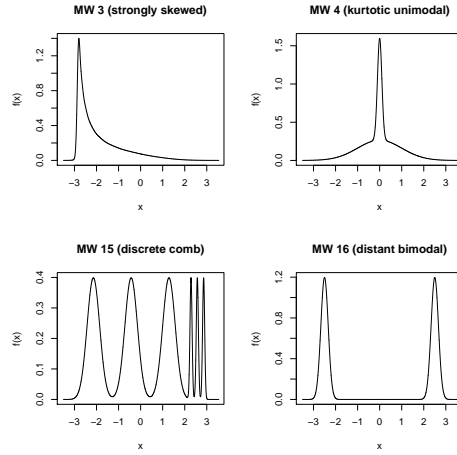 MW 3 (strongly skewed)
f(x)
0.0 0.4 0.8 1.2
−3 −2 −1 0 1 2 3
x
MW 4 (kurtotic unimodal)
f(x)
0.0 0.5 1.0 1.5
−3 −2 −1 0 1 2 3
x
MW 15 (discrete comb)
f(x)
0.0 0.1 0.2 0.3 0.4
−3 −2 −1 0 1 2 3
x
MW 16 (distant bimodal)
f(x)
0.0 0.4 0.8 1.2
−3 −2 −1 0 1 2 3
x